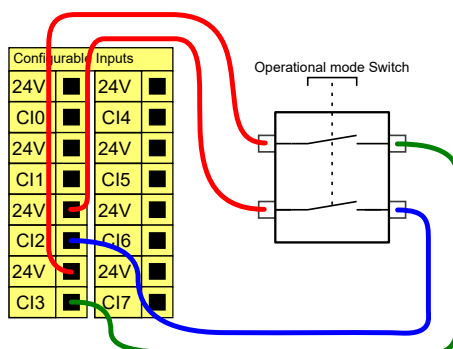 Configurable Inputs
24V 24V
CI0 CI4
24V 24V
CI1 CI5
24V 24V
CI2 CI6
24V 24V
CI3 CI7
Operational mode Switch